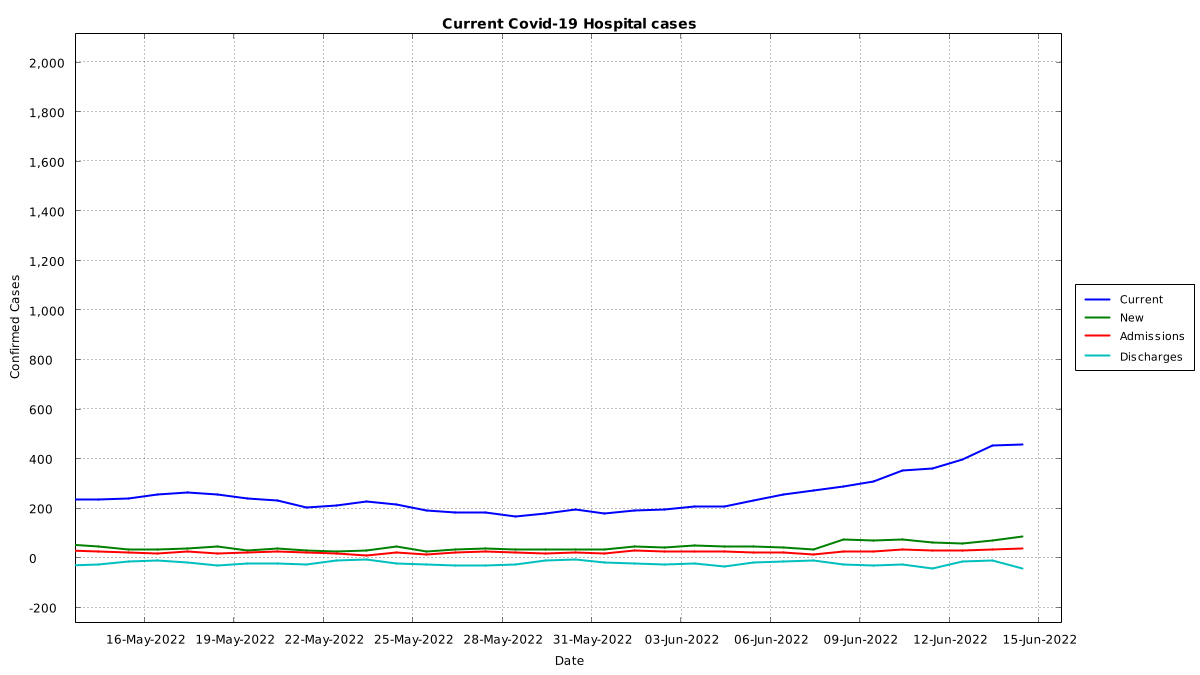 Current Covid-19 Hospital cases
2,000
1,800
1,600
1,400
1,200
1,000
800
600
400
200
0
-200
Confirmed Cases
16-May-2022 19-May-2022 22-May-2022 25-May-2022 28-May-2022 31-May-2022 03-Jun-2022 06-Jun-2022 09-Jun-2022 12-Jun-2022 15-Jun-2022
Date
Current
New
Admissions
Discharges